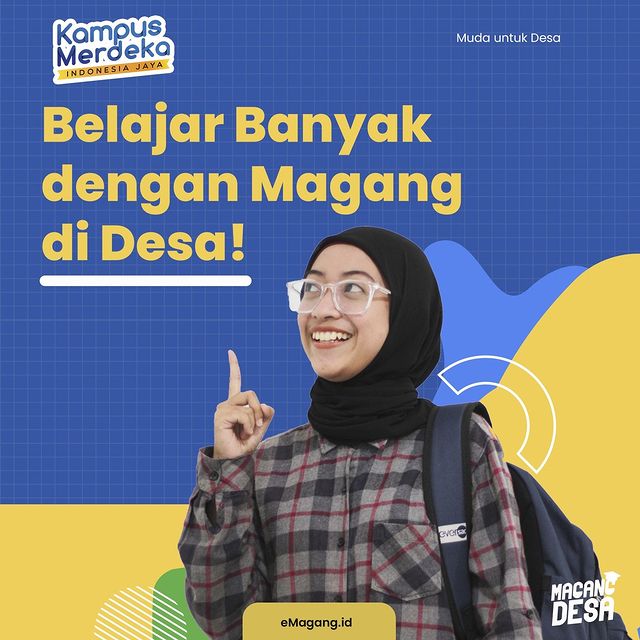 Kampus
Merdeka
INDONESIA JAYA
Muda untuk Desa
Belajar Banyak
dengan Magang
di Desa!
MAGANG
DESA
eMagang.id